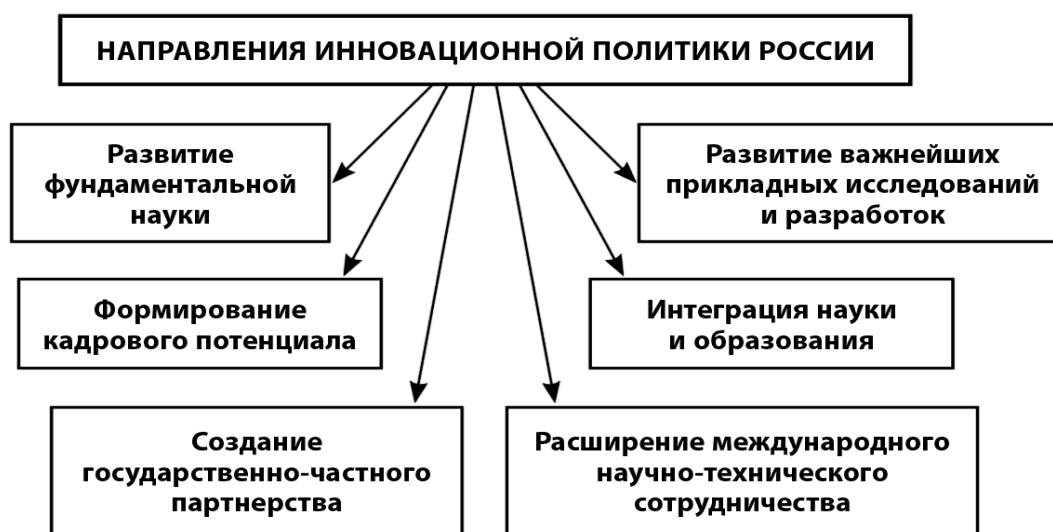 НАПРАВЛЕНИЯ ИННОВАЦИОННОЙ ПОЛИТИКИ РОССИИ
Развитие
фундаментальной
науки
Развитие важнейших
прикладных исследований
и разработок
Формирование
кадрового потенциала
Интеграция науки
и образования
Создание
государственно-частного
партнерства
Расширение международного
научно-технического
сотрудничества